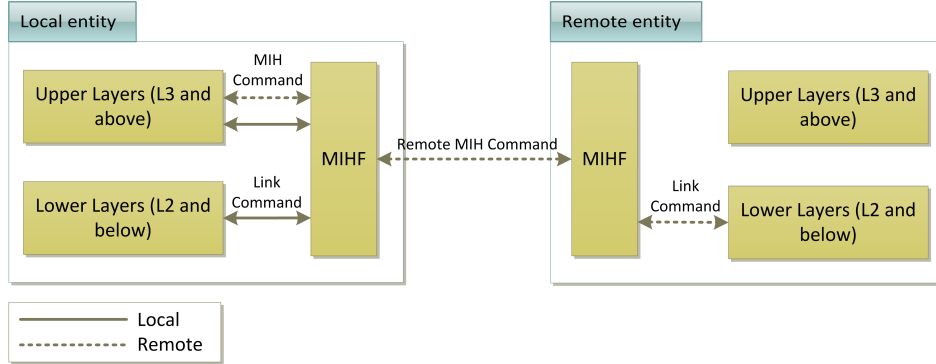 Local entity
Remote entity
MIH
Command
Upper Layers (L3 and
above)
MIHF
Remote MIH Command
MIHF
Upper Layers (L3 and
above)
Link
Command
Lower Layers (L2 and
below)
Link
Command
Lower Layers (L2 and
below)
Local
Remote